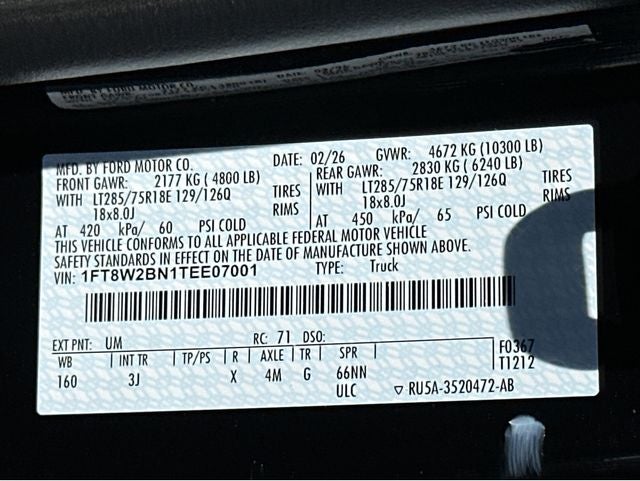 MFD. BY FORD MOTOR CO. DATE: 02/26 GVWR: 4672 KG (10300 LB)
FRONT GAWR: 2177 KG ( 4800 LB) REAR GAWR: 2830 KG ( 6240 LB)
WITH LT285/75R18E 129/126Q TIRES WITH LT285/75R18E 129/126Q TIRES
18x8.0J RIMS 18x8.0J RIMS
AT 420 kPa/ 60 PSI COLD AT 450 kPa/ 65 PSI COLD
THIS VEHICLE CONFORMS TO ALL APPLICABLE FEDERAL MOTOR VEHICLE
SAFETY STANDARDS IN EFFECT ON THE DATE OF MANUFACTURE SHOWN ABOVE.
VIN: 1FT8W2BN1TEE07001 TYPE: Truck
EXT PNT: UM RC: 71 DSO:
WB INT TR TP/PS R AXLE TR SPR F0367
160 3J X 4M G 66NN T1212
ULC ▽ RU5A-3520472-AB